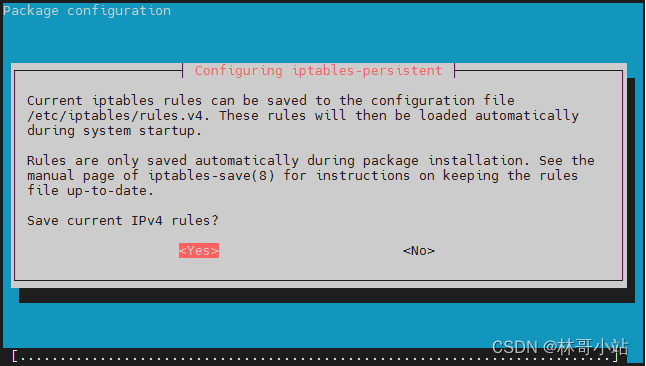 Package configuration
Configuring iptables-persistent
Current iptables rules can be saved to the configuration file
/etc/iptables/rules.v4. These rules will then be loaded automatically
during system startup.
Rules are only saved automatically during package installation. See the
manual page of iptables-save(8) for instructions on keeping the rules
file up-to-date.
Save current IPv4 rules?
<Yes> <No>
[..........................................................................]
CSDN @林哥小站